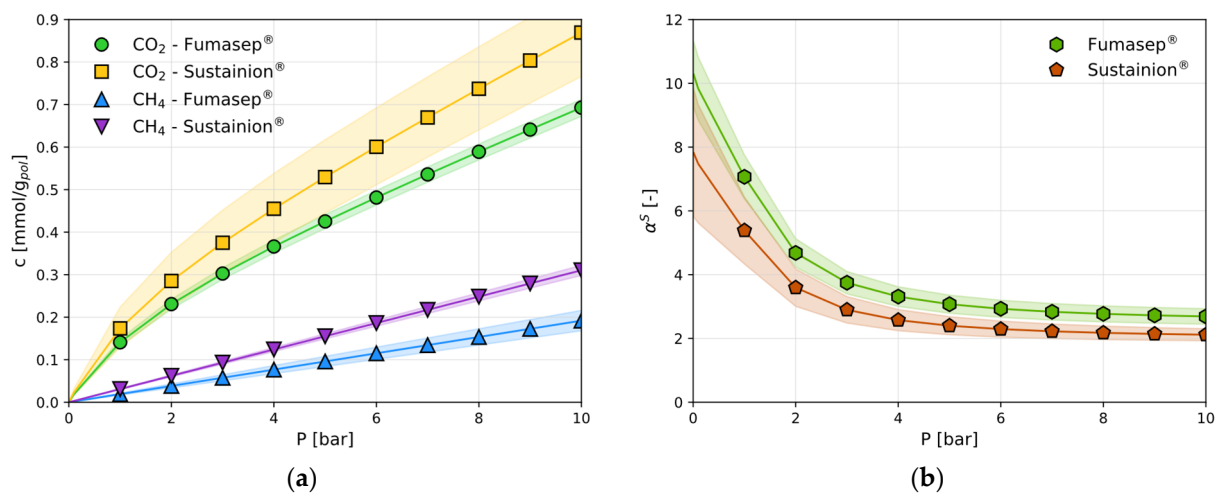 0.9
0.8
0.7
0.6
0.5
0.4
0.3
0.2
0.1
0.0
c [mmol/g_pol]
CO₂ - Fumasep®
CO₂ - Sustainion®
CH₄ - Fumasep®
CH₄ - Sustainion®
0 2 4 6 8 10
P [bar]
(a)
12
10
8
6
4
2
0
α^S [-]
Fumasep®
Sustainion®
0 2 4 6 8 10
P [bar]
(b)